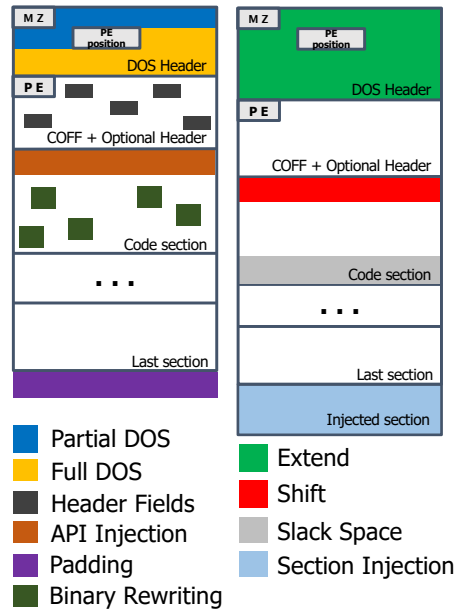 M Z
PE
position
DOS Header
P E
COFF + Optional Header
Code section
. . .
Last section
Partial DOS
Full DOS
Header Fields
API Injection
Padding
Binary Rewriting
M Z
PE
position
DOS Header
PE
COFF + Optional Header
Code section
. . .
Last section
Injected section
Extend
Shift
Slack Space
Section Injection